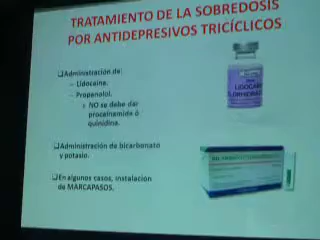 TRATAMIENTO DE LA SOBREDOSIS
POR ANTIDEPRESIVOS TRICÍCLICOS
❑Administración de:
– Lidocaína.
– Propanolol.
NO se debe dar
procainamida ó
quinidina.
❑Administración de bicarbonato
y potasio.
❑En algunos casos, instalación
de MARCAPASOS.
LIDOCAÍNA